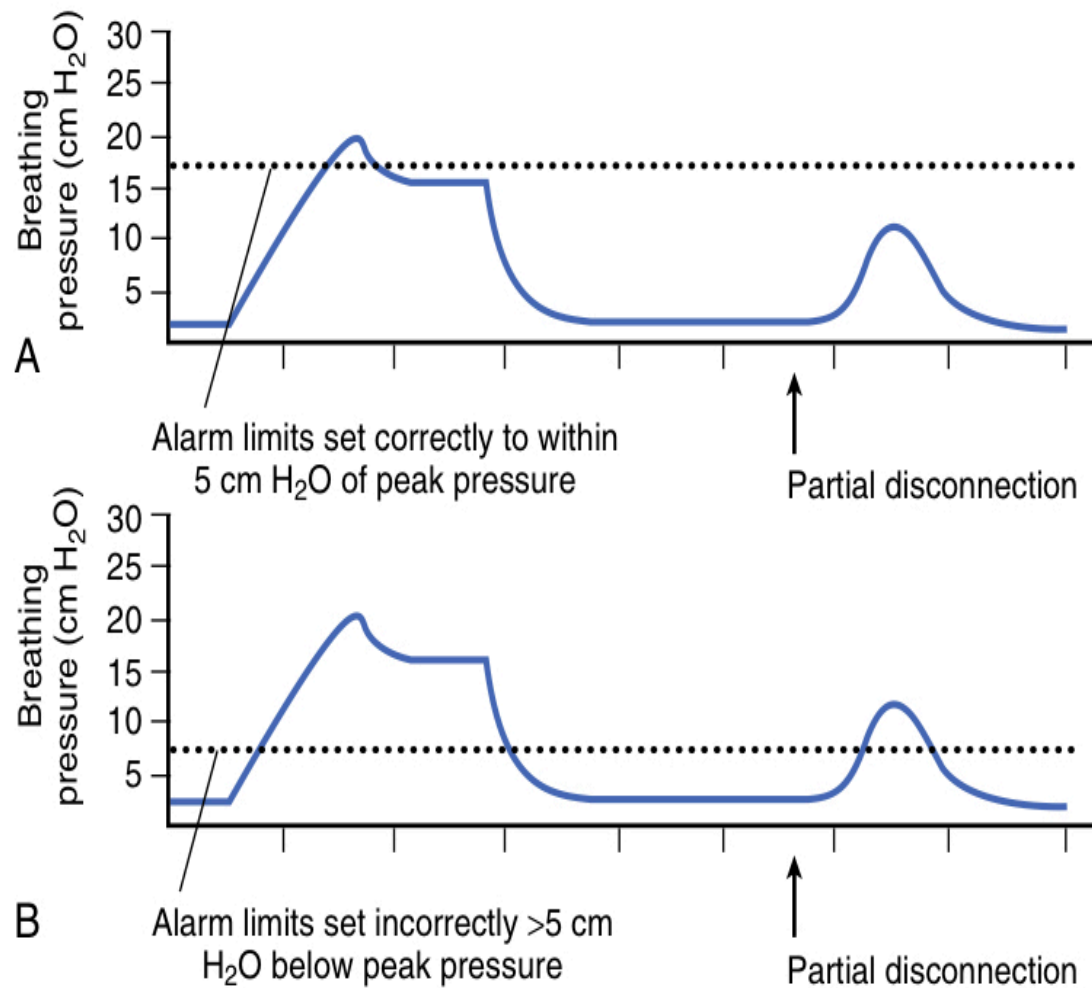 Breathing
pressure (cm H₂O)
30
25
20
15
10
5
A
Alarm limits set correctly to within
5 cm H₂O of peak pressure
Partial disconnection
Breathing
pressure (cm H₂O)
30
25
20
15
10
5
B
Alarm limits set incorrectly >5 cm
H₂O below peak pressure
Partial disconnection